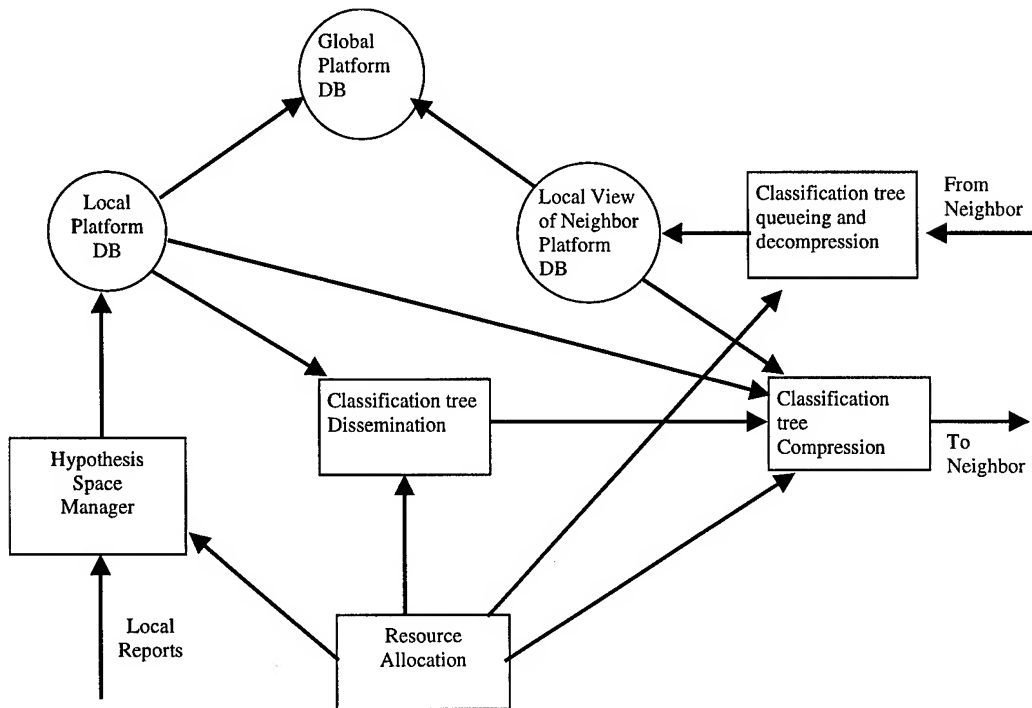 Global
Platform
DB
Local
Platform
DB
Local View
of Neighbor
Platform
DB
Classification tree
queueing and
decompression
From
Neighbor
Classification tree
Dissemination
Classification
tree
Compression
To
Neighbor
Hypothesis
Space
Manager
Local
Reports
Resource
Allocation